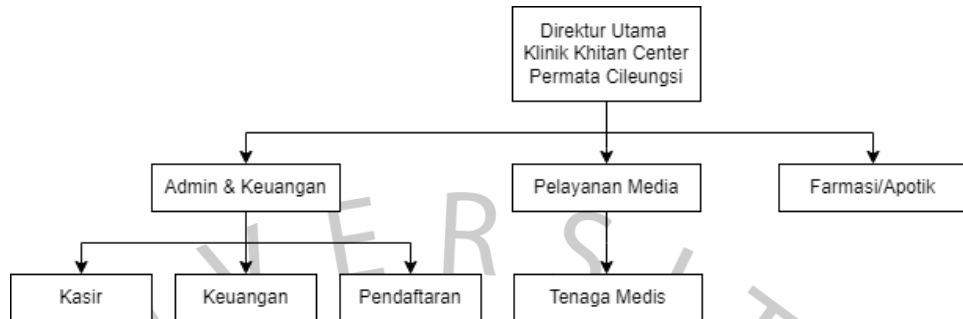 Direktur Utama
Klinik Khitan Center
Permata Cileungsi
Admin & Keuangan
Pelayanan Media
Farmasi/Apotik
Kasir
Keuangan
Pendaftaran
Tenaga Medis